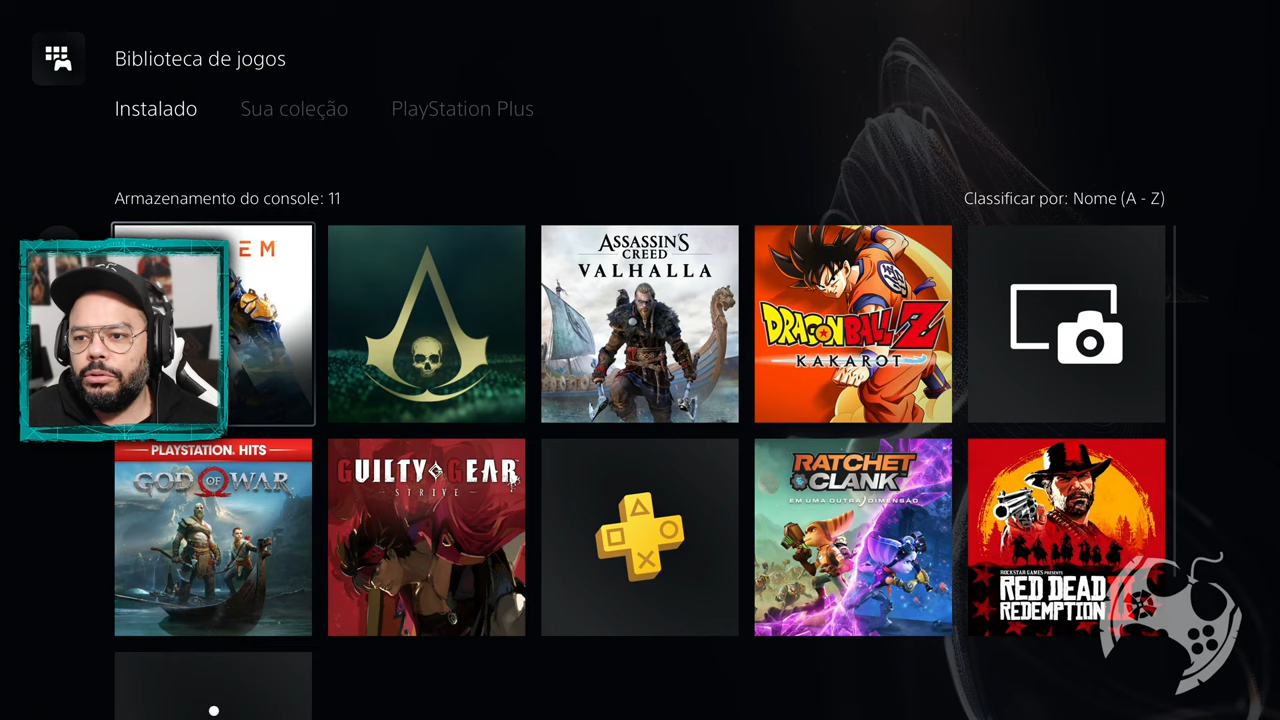 Biblioteca de jogos
Instalado
Sua coleção
PlayStation Plus
Armazenamento do console: 11
Classificar por: Nome (A - Z)
EM
ASSASSIN'S
CREED
VALHALLA
DRAGON BALL Z
KAKAROT
PLAYSTATION HITS
GOD OF WAR
GUILTY GEAR
STRIVE
RATCHET
CLANK
EM UMA OUTRA DIMENSÃO
ROCKSTAR GAMES PRESENTS
RED DEAD
REDEMPTION